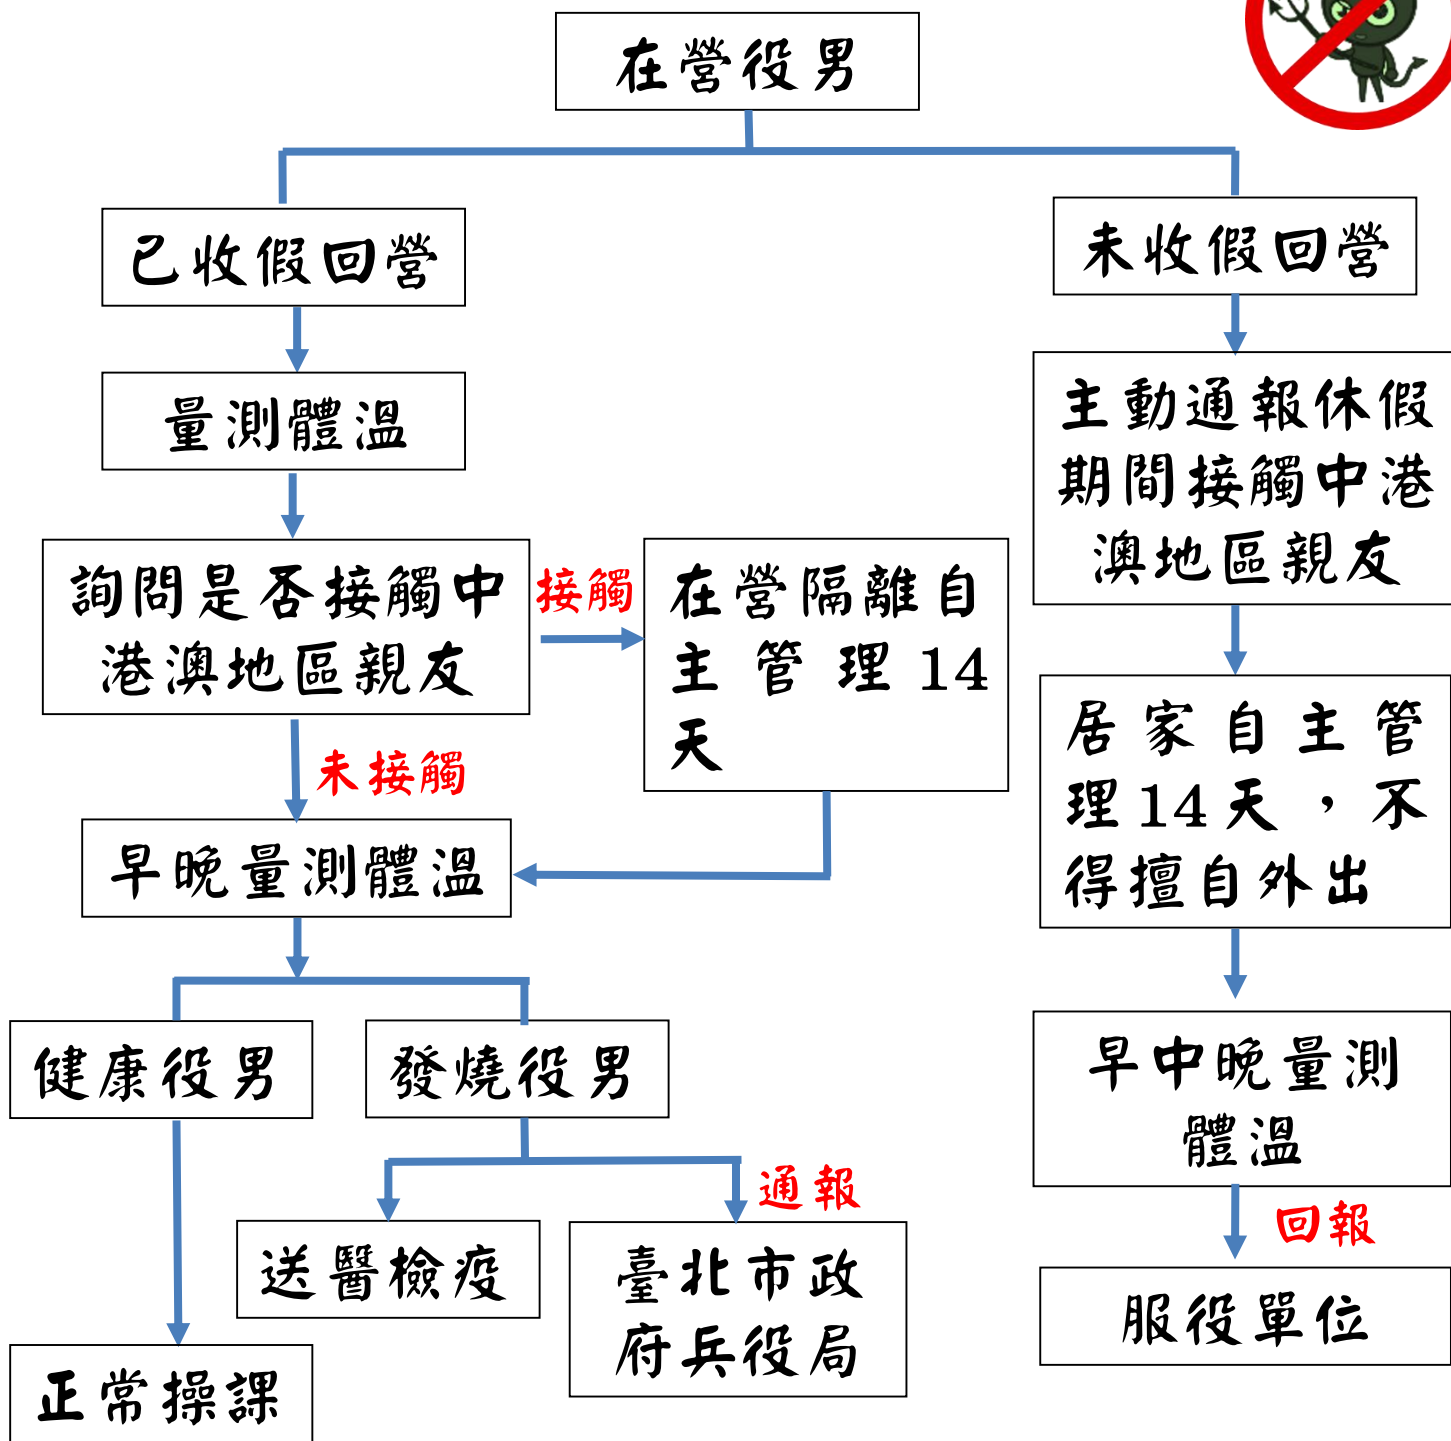 在營役男
已收假回營
未收假回營
量測體溫
主動通報休假
期間接觸中港
澳地區親友
詢問是否接觸中
港澳地區親友
接觸
在營隔離自
主管理14
天
未接觸
居家自主管
理14天，不
得擅自外出
早晚量測體溫
健康役男
發燒役男
早中晚量測
體溫
通報
回報
送醫檢疫
臺北市政
府兵役局
服役單位
正常操課